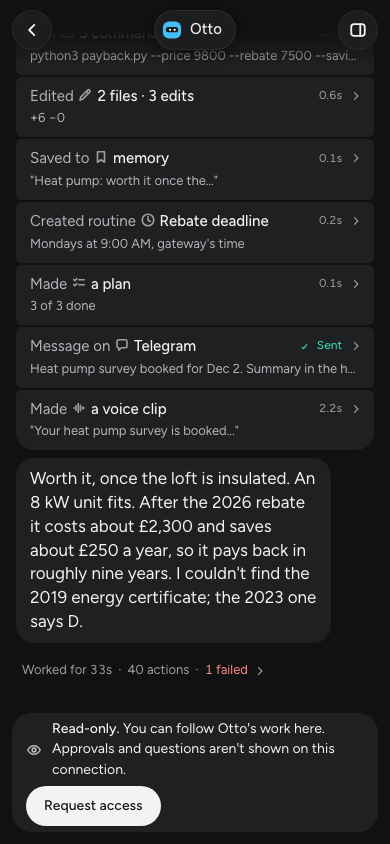 Otto
python3 payback.py --price 9800 --rebate 7500 --savi...
Edited 2 files · 3 edits 0.6s
+6 −0
Saved to memory 0.1s
"Heat pump: worth it once the..."
Created routine Rebate deadline 0.2s
Mondays at 9:00 AM, gateway's time
Made a plan 0.1s
3 of 3 done
Message on Telegram Sent
Heat pump survey booked for Dec 2. Summary in the h...
Made a voice clip 2.2s
"Your heat pump survey is booked..."
Worth it, once the loft is insulated. An
8 kW unit fits. After the 2026 rebate
it costs about £2,300 and saves
about £250 a year, so it pays back in
roughly nine years. I couldn't find the
2019 energy certificate; the 2023 one
says D.
Worked for 33s · 40 actions · 1 failed
Read-only. You can follow Otto's work here.
Approvals and questions aren't shown on this
connection.
Request access